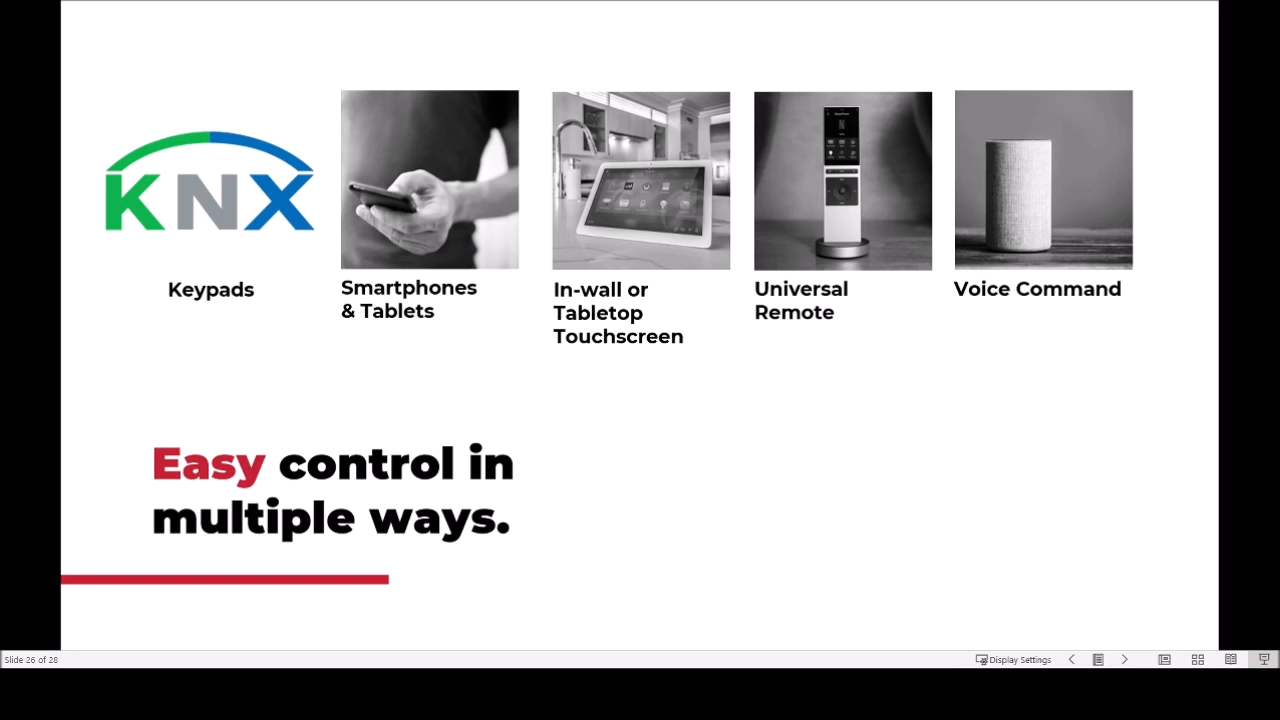 KNX
Keypads
Smartphones
& Tablets
In-wall or
Tabletop
Touchscreen
Universal
Remote
Voice Command
Easy control in
multiple ways.
Slide 26 of 28
Display Settings